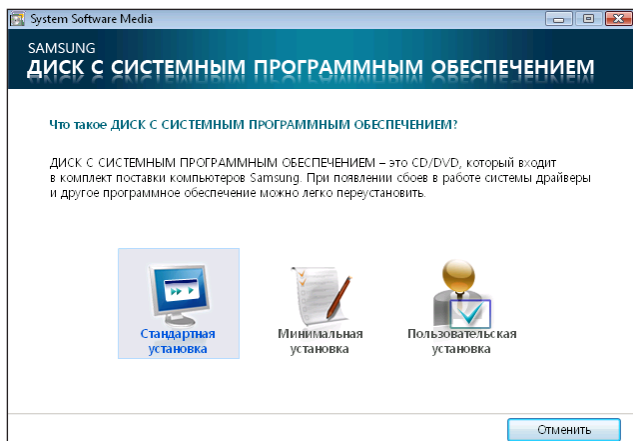 System Software Media
SAMSUNG
ДИСК С СИСТЕМНЫМ ПРОГРАММНЫМ ОБЕСПЕЧЕНИЕМ
Что такое ДИСК С СИСТЕМНЫМ ПРОГРАММНЫМ ОБЕСПЕЧЕНИЕМ?
ДИСК С СИСТЕМНЫМ ПРОГРАММНЫМ ОБЕСПЕЧЕНИЕМ – это CD/DVD, который входит
в комплект поставки компьютеров Samsung. При появлении сбоев в работе системы драйверы
и другое программное обеспечение можно легко переустановить.
Стандартная
установка
Минимальная
установка
Пользовательская
установка
Отменить